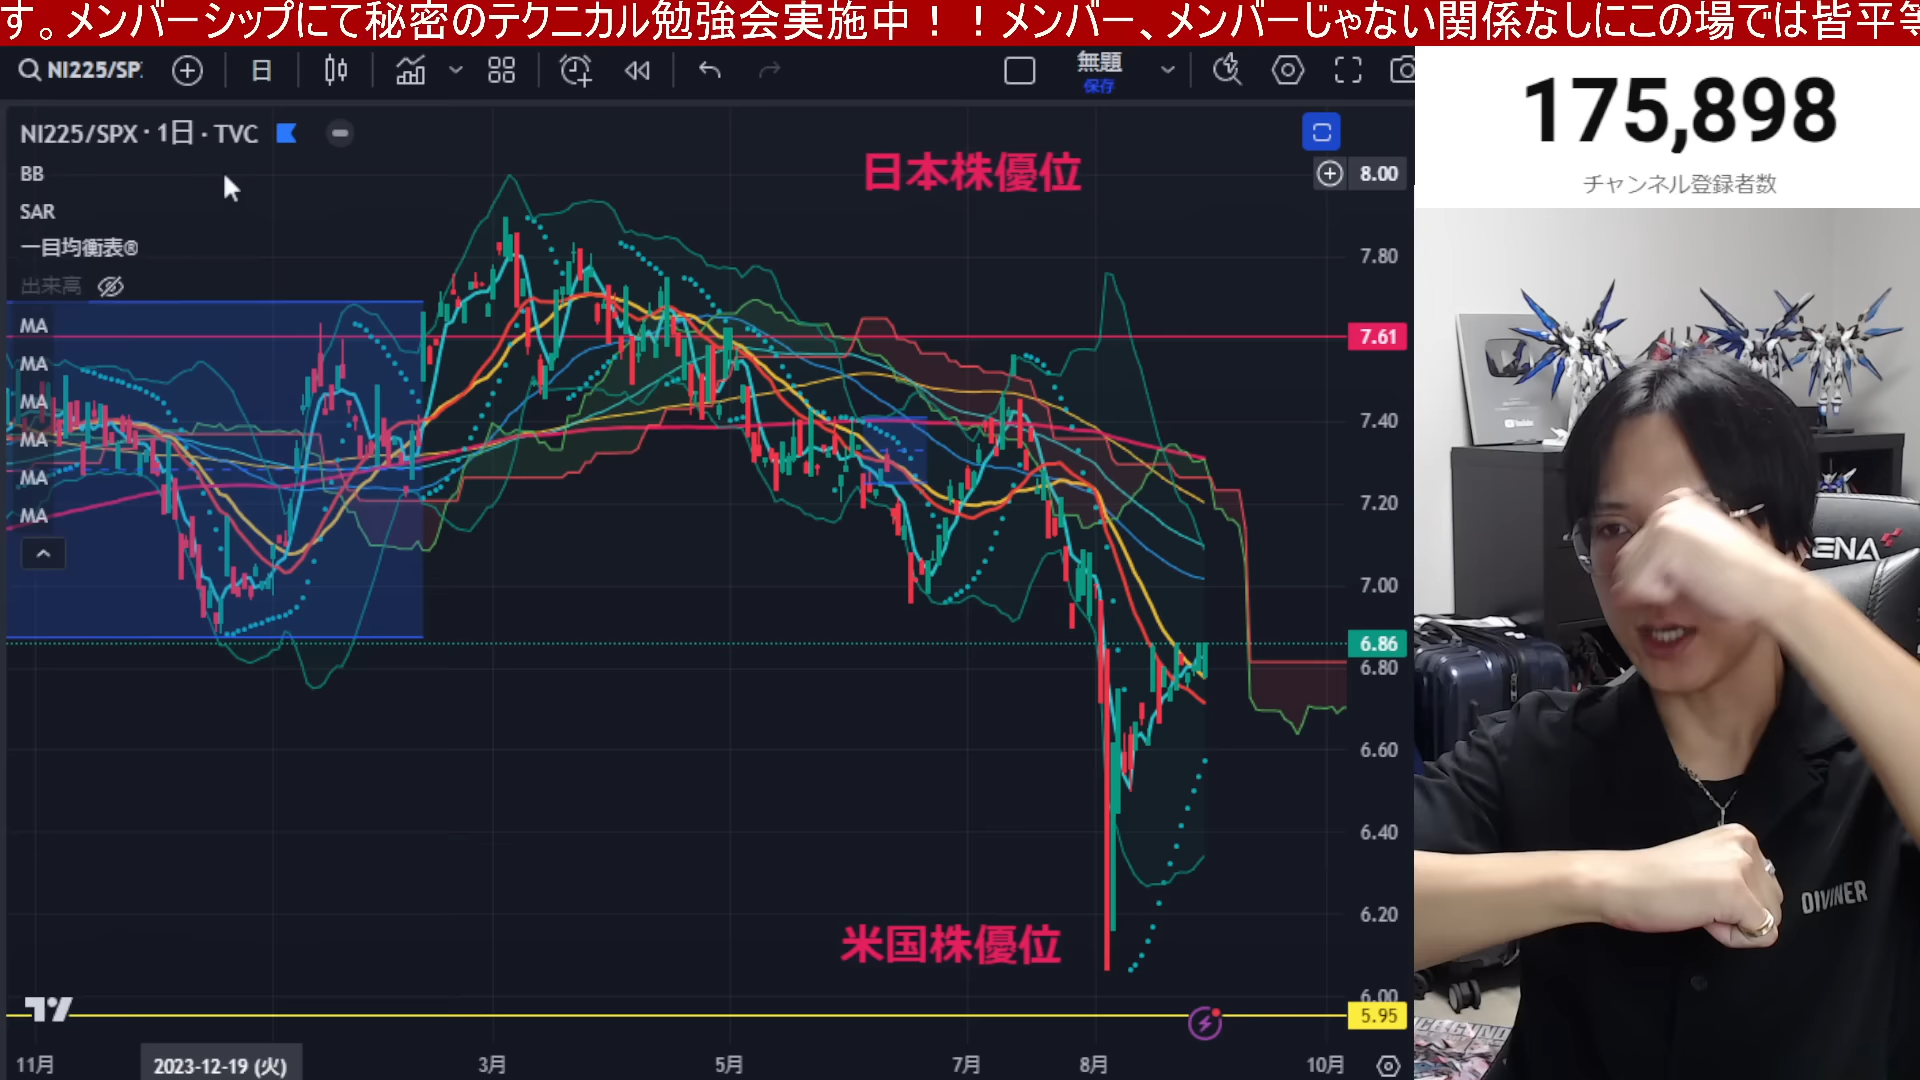 す。メンバーシップにて秘密のテクニカル勉強会実施中！！メンバー、メンバーじゃない関係なしにこの場では皆平等
NI225/SP
日
無題
保存
175,898
チャンネル登録者数
NI225/SPX · 1日 · TVC
BB
SAR
一目均衡表®
出来高
MA
MA
MA
MA
MA
MA
日本株優位
米国株優位
8.00
7.80
7.61
7.40
7.20
7.00
6.86
6.80
6.60
6.40
6.20
6.00
5.95
11月
2023-12-19 (火)
3月
5月
7月
8月
10月
YouTube
ENA
DIVINER